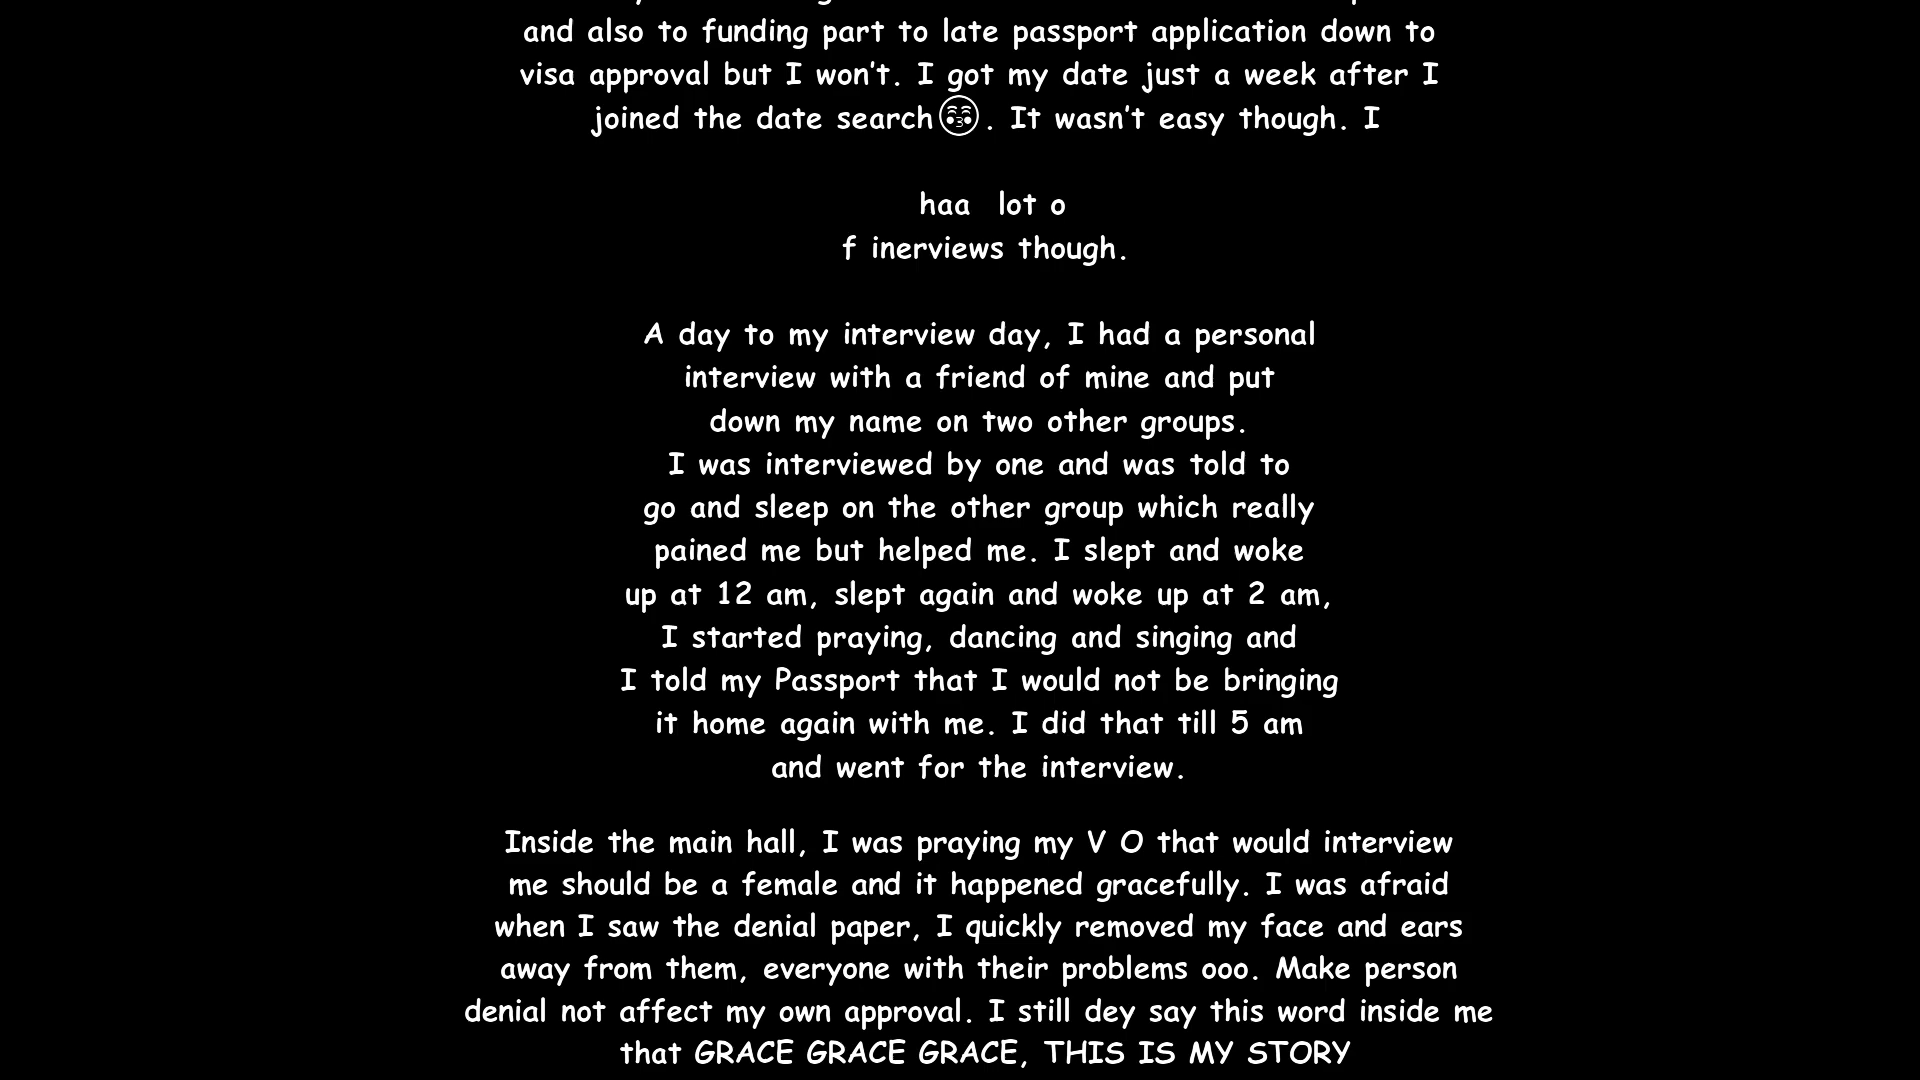 and also to funding part to late passport application down to
visa approval but I won't. I got my date just a week after I
joined the date search😚. It wasn't easy though. I
haa lot o
f inerviews though.
A day to my interview day, I had a personal
interview with a friend of mine and put
down my name on two other groups.
I was interviewed by one and was told to
go and sleep on the other group which really
pained me but helped me. I slept and woke
up at 12 am, slept again and woke up at 2 am,
I started praying, dancing and singing and
I told my Passport that I would not be bringing
it home again with me. I did that till 5 am
and went for the interview.
Inside the main hall, I was praying my V O that would interview
me should be a female and it happened gracefully. I was afraid
when I saw the denial paper, I quickly removed my face and ears
away from them, everyone with their problems ooo. Make person
denial not affect my own approval. I still dey say this word inside me
that GRACE GRACE GRACE, THIS IS MY STORY